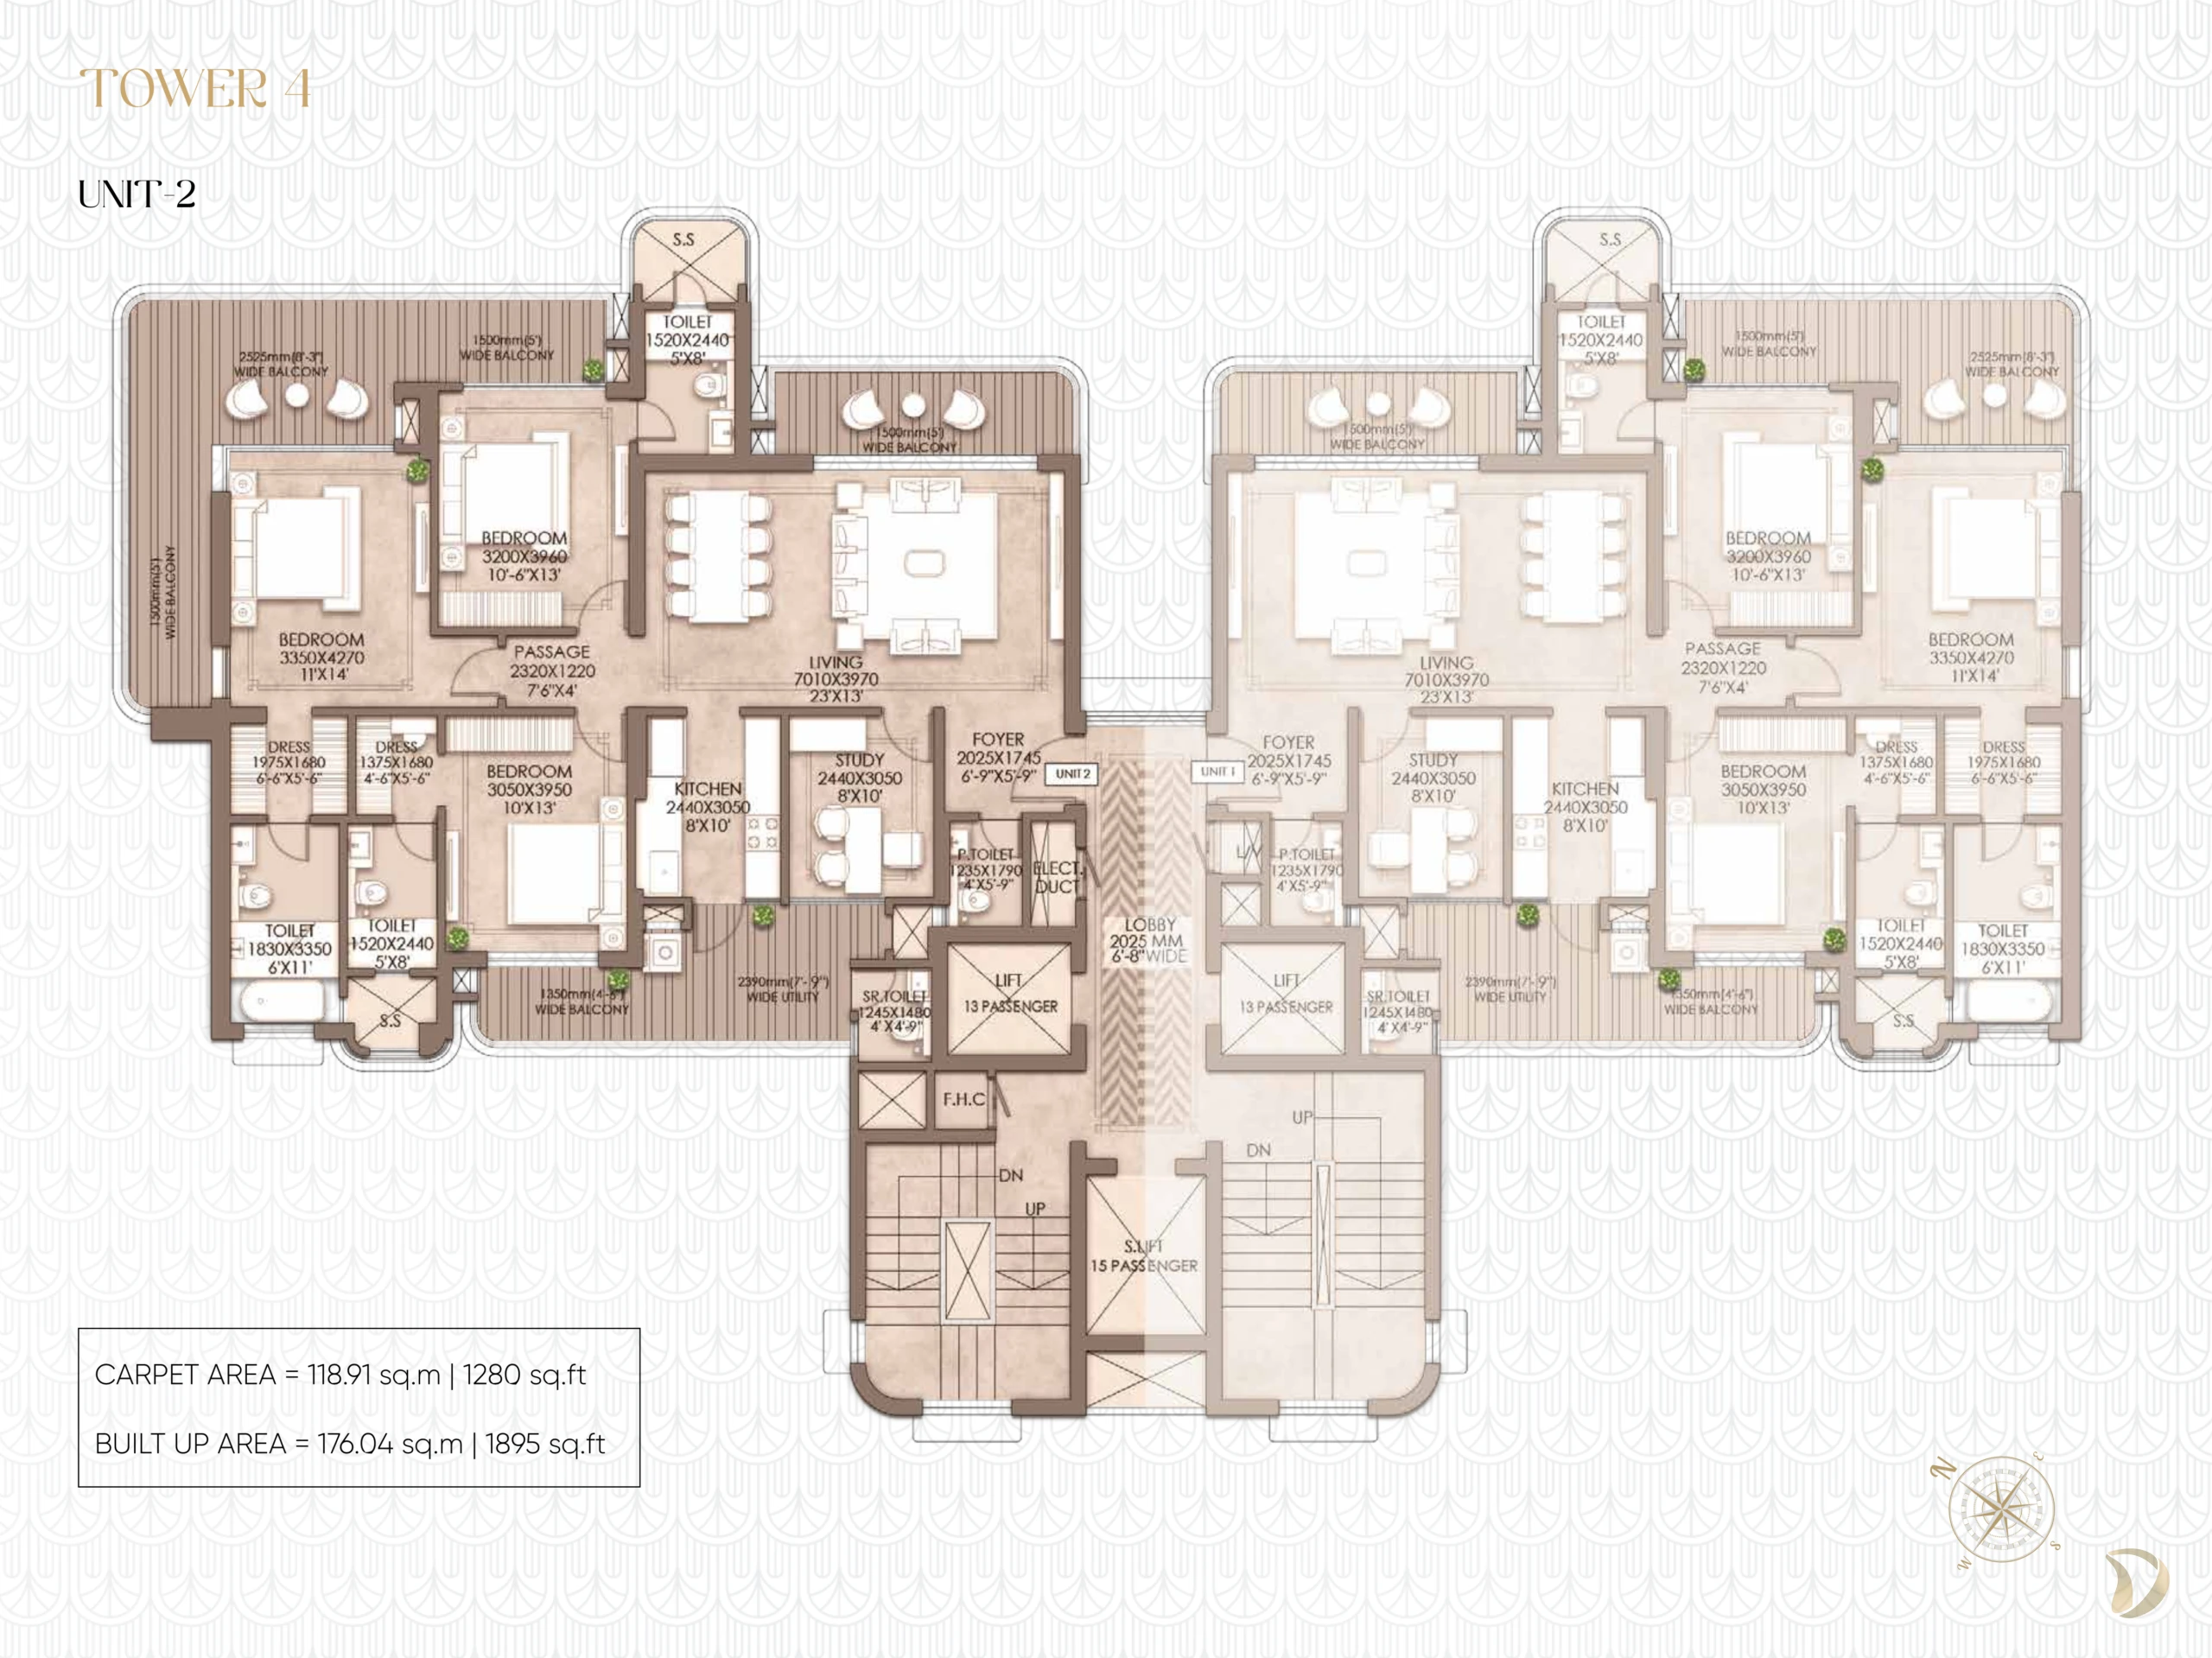 TOWER 4
UNIT-2
S.S
TOILET
1520X2440
5'X8'
1500mm(5')
WIDE BALCONY
2525mm(8'-3")
WIDE BALCONY
1500mm(5')
WIDE BALCONY
1500mm(5')
WIDE BALCONY
BEDROOM
3200X3960
10'-6"X13'
BEDROOM
3350X4270
11'X14'
PASSAGE
2320X1220
7'6"X4'
LIVING
7010X3970
23'X13'
DRESS
1975X1680
6'-6"X5'-6"
DRESS
1375X1680
4'-6"X5'-6"
BEDROOM
3050X3950
10'X13'
KITCHEN
2440X3050
8'X10'
STUDY
2440X3050
8'X10'
FOYER
2025X1745
6'-9"X5'-9"
UNIT 2
P.TOILET
1235X1790
4'X5'-9"
ELECT.
DUCT
TOILET
1830X3350
6'X11'
TOILET
1520X2440
5'X8'
S.S
1350mm(4'-6")
WIDE BALCONY
2390mm(7'-9")
WIDE UTILITY
SR.TOILET
1245X1480
4'X4'-9"
LIFT
13 PASSENGER
LOBBY
2025 MM
6'-8"WIDE
F.H.C
DN
UP
S.LIFT
15 PASSENGER
S.S
TOILET
1520X2440
5'X8'
1500mm(5')
WIDE BALCONY
2525mm(8'-3")
WIDE BALCONY
1500mm(5')
WIDE BALCONY
BEDROOM
3200X3960
10'-6"X13'
BEDROOM
3350X4270
11'X14'
PASSAGE
2320X1220
7'6"X4'
LIVING
7010X3970
23'X13'
UNIT 1
FOYER
2025X1745
6'-9"X5'-9"
STUDY
2440X3050
8'X10'
KITCHEN
2440X3050
8'X10'
BEDROOM
3050X3950
10'X13'
DRESS
1375X1680
4'-6"X5'-6"
DRESS
1975X1680
6'-6"X5'-6"
L/V
P.TOILET
1235X1790
4'X5'-9"
TOILET
1520X2440
5'X8'
TOILET
1830X3350
6'X11'
LIFT
13 PASSENGER
SR.TOILET
1245X1480
4'X4'-9"
2390mm(7'-9")
WIDE UTILITY
1350mm(4'-6")
WIDE BALCONY
S.S
UP
DN
CARPET AREA = 118.91 sq.m | 1280 sq.ft
BUILT UP AREA = 176.04 sq.m | 1895 sq.ft
N
E
W
S